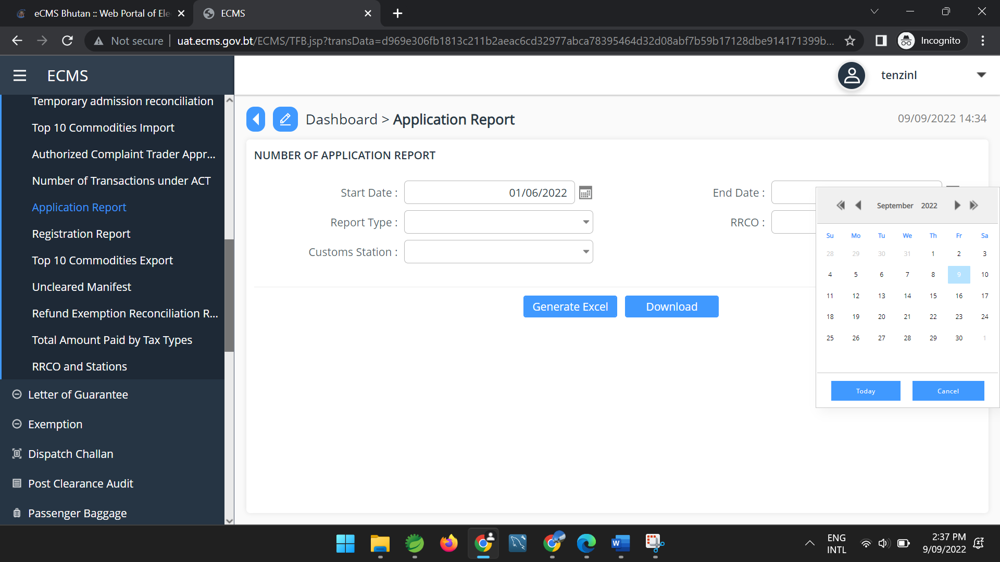 eCMS Bhutan :: Web Portal of Ele
ECMS
Not secure
uat.ecms.gov.bt/ECMS/TFB.jsp?transData=d969e306fb1813c211b2aeac6cd32977abca78395464d32d08abf7b59b17128dbe914171399b...
Incognito
ECMS
tenzinl
Temporary admission reconciliation
Top 10 Commodities Import
Authorized Complaint Trader Appr...
Number of Transactions under ACT
Application Report
Registration Report
Top 10 Commodities Export
Uncleared Manifest
Refund Exemption Reconciliation R...
Total Amount Paid by Tax Types
RRCO and Stations
Letter of Guarantee
Exemption
Dispatch Challan
Post Clearance Audit
Passenger Baggage
Dashboard > Application Report
09/09/2022 14:34
NUMBER OF APPLICATION REPORT
Start Date : 01/06/2022
End Date :
Report Type :
RRCO :
Customs Station :
Generate Excel
Download
September 2022
Su Mo Tu We Th Fr Sa
28 29 30 31 1 2 3
4 5 6 7 8 9 10
11 12 13 14 15 16 17
18 19 20 21 22 23 24
25 26 27 28 29 30 1
Today
Cancel
ENG
INTL
2:37 PM
9/09/2022